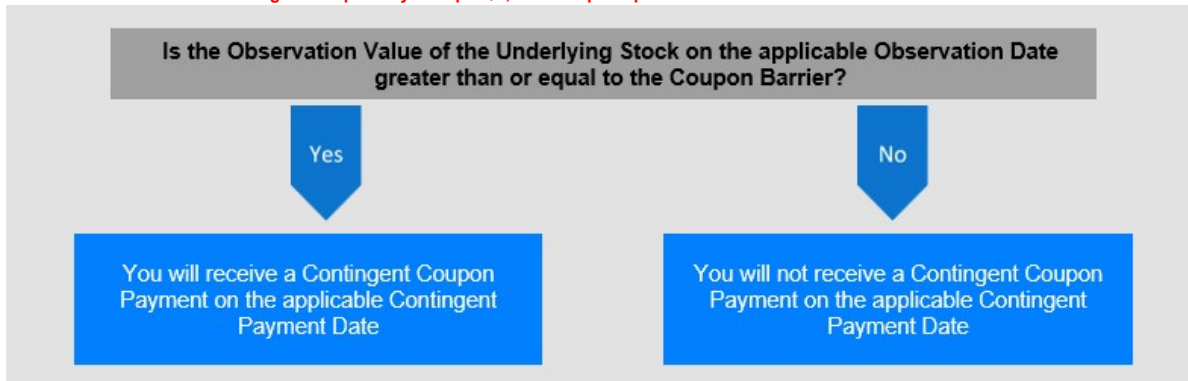 Is the Observation Value of the Underlying Stock on the applicable Observation Date
greater than or equal to the Coupon Barrier?
Yes
No
You will receive a Contingent Coupon
Payment on the applicable Contingent
Payment Date
You will not receive a Contingent Coupon
Payment on the applicable Contingent
Payment Date